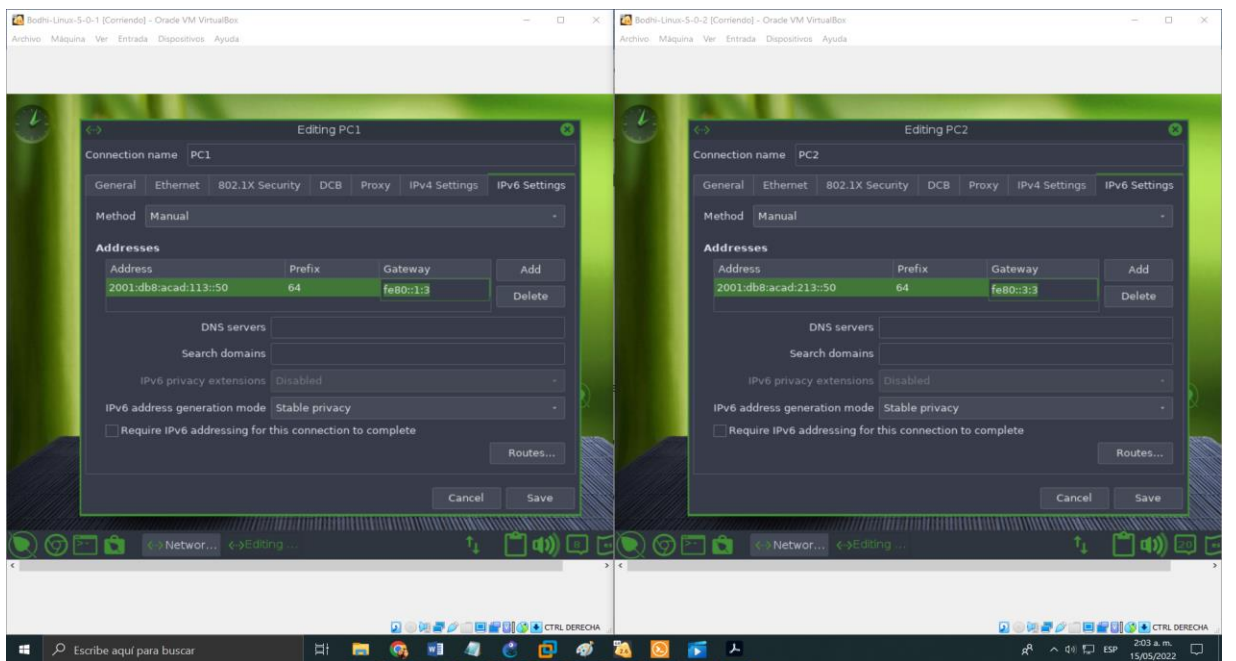 Bodhi-Linux-5-0-1 [Corriendo] - Oracle VM VirtualBox
Archivo Máquina Ver Entrada Dispositivos Ayuda
Editing PC1
Connection name PC1
General Ethernet 802.1X Security DCB Proxy IPv4 Settings IPv6 Settings
Method Manual
Addresses
Address Prefix Gateway Add
2001:db8:acad:113::50 64 fe80::1:3
Delete
DNS servers
Search domains
IPv6 privacy extensions Disabled
IPv6 address generation mode Stable privacy
Require IPv6 addressing for this connection to complete
Routes...
Cancel Save
Networ... Editing ... 8
CTRL DERECHA
Bodhi-Linux-5-0-2 [Corriendo] - Oracle VM VirtualBox
Archivo Máquina Ver Entrada Dispositivos Ayuda
Editing PC2
Connection name PC2
General Ethernet 802.1X Security DCB Proxy IPv4 Settings IPv6 Settings
Method Manual
Addresses
Address Prefix Gateway Add
2001:db8:acad:213::50 64 fe80::3:3
Delete
DNS servers
Search domains
IPv6 privacy extensions Disabled
IPv6 address generation mode Stable privacy
Require IPv6 addressing for this connection to complete
Routes...
Cancel Save
Networ... Editing ... 20
CTRL DERECHA
Escribe aquí para buscar
ESP
2:03 a. m.
15/05/2022